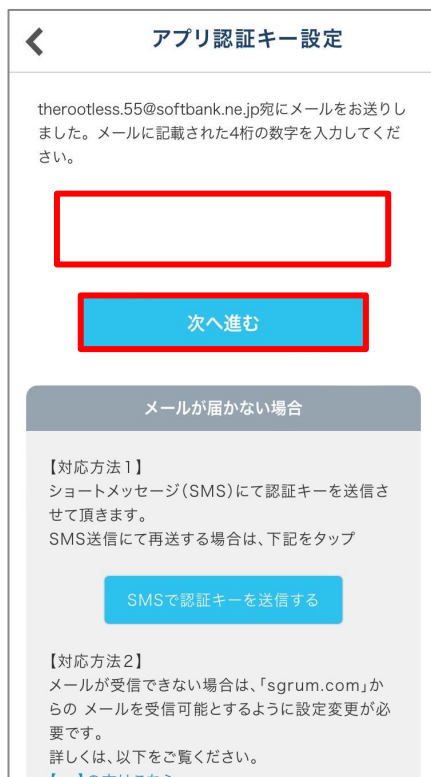 アプリ認証キー設定
therootless.55@softbank.ne.jp宛にメールをお送りし
ました。メールに記載された4桁の数字を入力してくだ
さい。
次へ進む
メールが届かない場合
【対応方法1】
ショートメッセージ(SMS)にて認証キーを送信さ
せて頂きます。
SMS送信にて再送する場合は、下記をタップ
SMSで認証キーを送信する
【対応方法2】
メールが受信できない場合は、「sgrum.com」か
らの メールを受信可能とするように設定変更が必
要です。
詳しくは、以下をご覧ください。